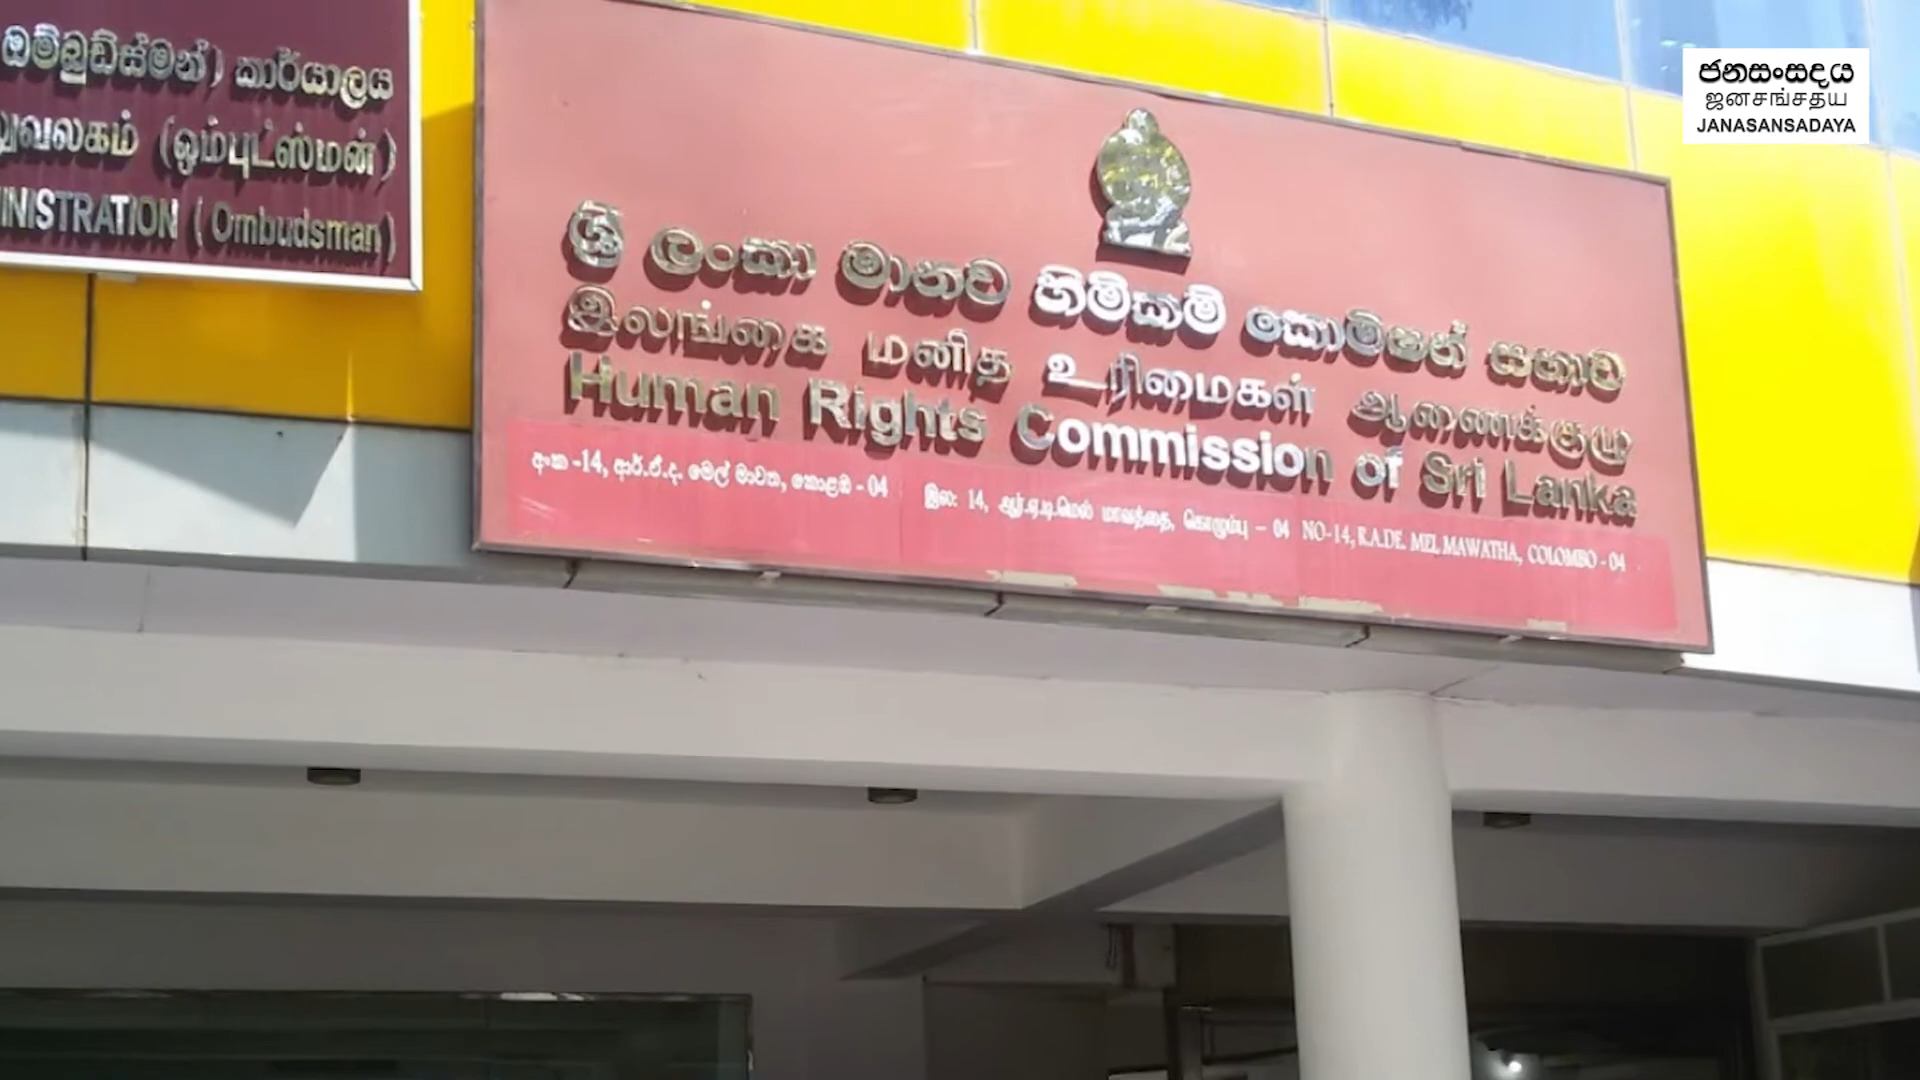 ඔම්බුඩ්ස්මන්) කාර්යාලය
(ஒம்புட்ஸ்மன்)
(Ombudsman)
ශ්‍රී ලංකා මානව හිමිකම් කොමිෂන් සභාව
இலங்கை மனித உரிமைகள் ஆணைக்குழு
Human Rights Commission of Sri Lanka
අංක -14, ආර්.ඒ.ද. මෙල් මාවත, කොළඹ - 04
இல: 14, ஆர்.ஏ.டி.மெல் மாவத்தை, கொழும்பு – 04
NO-14, R.A.DE. MEL MAWATHA, COLOMBO - 04
ජනසංසදය
ஜனசங்சதய
JANASANSADAYA